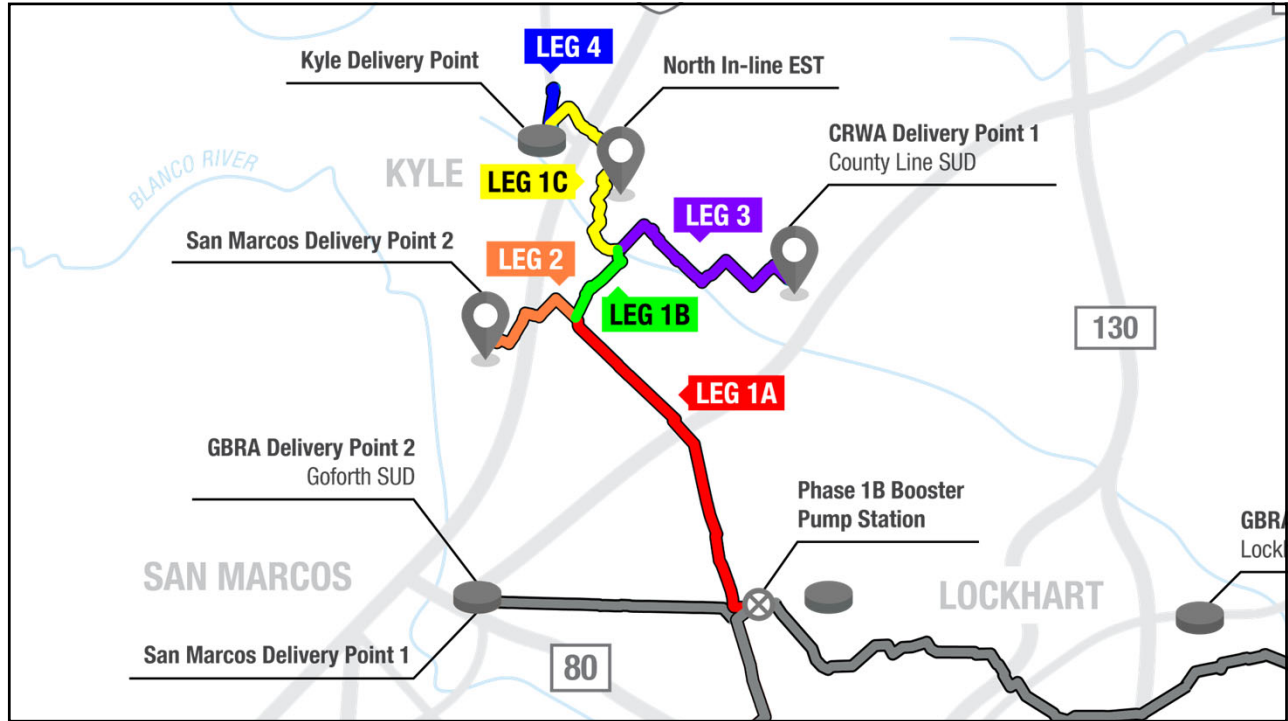 LEG 4
Kyle Delivery Point
North In-line EST
CRWA Delivery Point 1
County Line SUD
KYLE
LEG 1C
BLANCO RIVER
LEG 3
San Marcos Delivery Point 2
LEG 2
LEG 1B
130
LEG 1A
GBRA Delivery Point 2
Goforth SUD
Phase 1B Booster
Pump Station
GBRA
Lockh
SAN MARCOS
LOCKHART
San Marcos Delivery Point 1
80